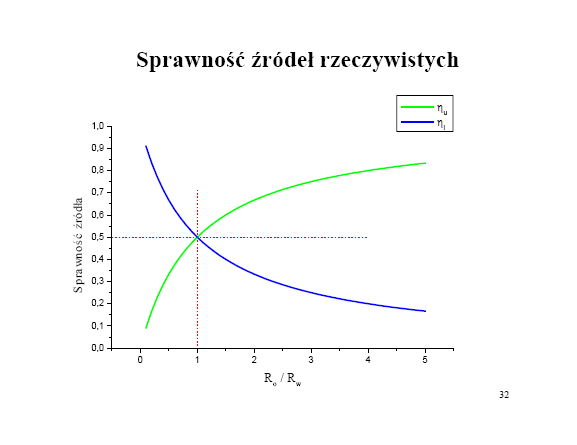 Sprawność źródeł rzeczywistych
ηu
ηI
1,0
0,9
0,8
0,7
0,6
0,5
0,4
0,3
0,2
0,1
0,0
Sprawność źródła
0 1 2 3 4 5
Ro / Rw
32